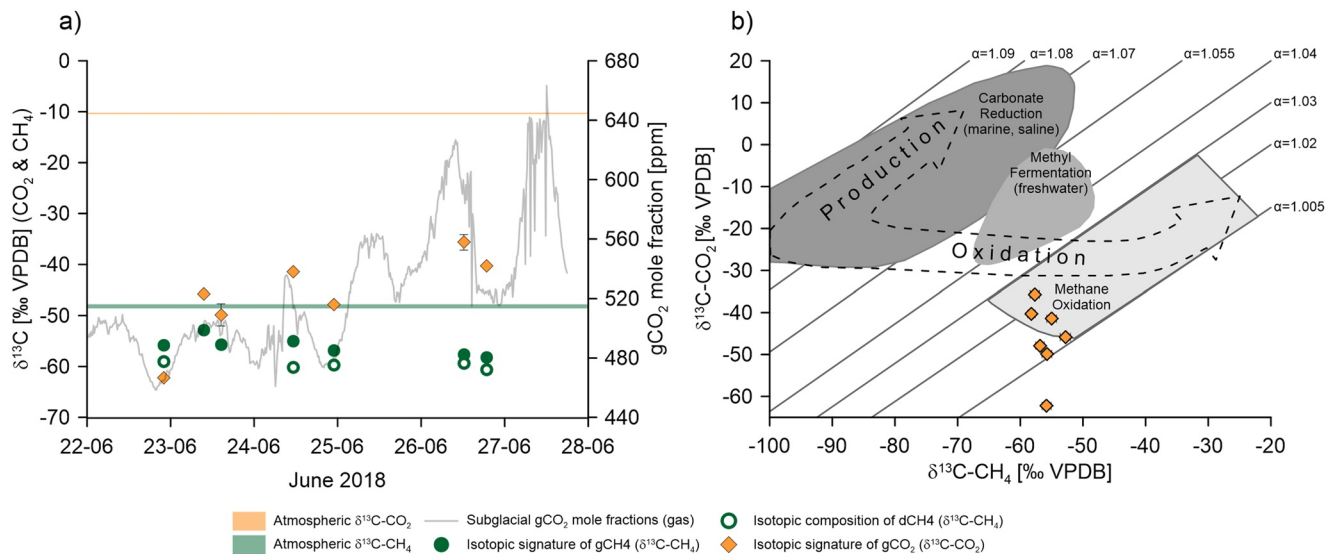 a)
0
-10
-20
-30
-40
-50
-60
-70
δ¹³C [‰ VPDB] (CO₂ & CH₄)
680
640
600
560
520
480
440
gCO₂ mole fraction [ppm]
22-06 23-06 24-06 25-06 26-06 27-06 28-06
June 2018
b)
20
10
0
-10
-20
-30
-40
-50
-60
δ¹³C-CO₂ [‰ VPDB]
α=1.09 α=1.08 α=1.07 α=1.055 α=1.04
α=1.03
α=1.02
α=1.005
Carbonate
Reduction
(marine, saline)
Methyl
Fermentation
(freshwater)
Production
Oxidation
Methane
Oxidation
-100 -90 -80 -70 -60 -50 -40 -30 -20
δ¹³C-CH₄ [‰ VPDB]
Atmospheric δ¹³C-CO₂
Subglacial gCO₂ mole fractions (gas)
Isotopic composition of dCH4 (δ¹³C-CH₄)
Atmospheric δ¹³C-CH₄
Isotopic signature of gCH4 (δ¹³C-CH₄)
Isotopic signature of gCO₂ (δ¹³C-CO₂)